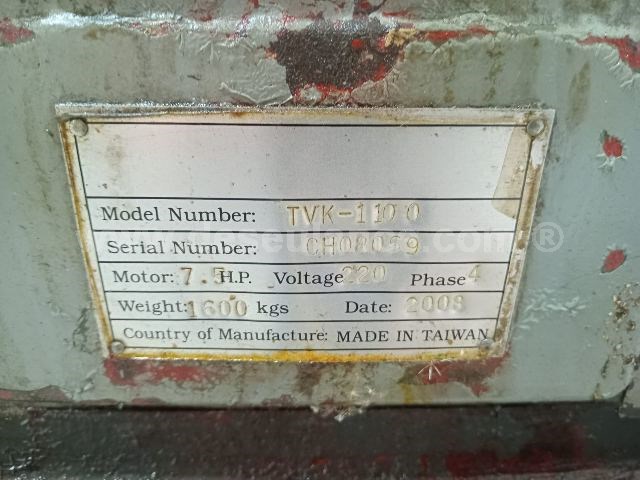 Model Number: TVK-1100
Serial Number: CH08059
Motor: 7.5 H.P. Voltage 220 Phase 4
Weight: 1600 kgs Date: 2008
Country of Manufacture: MADE IN TAIWAN